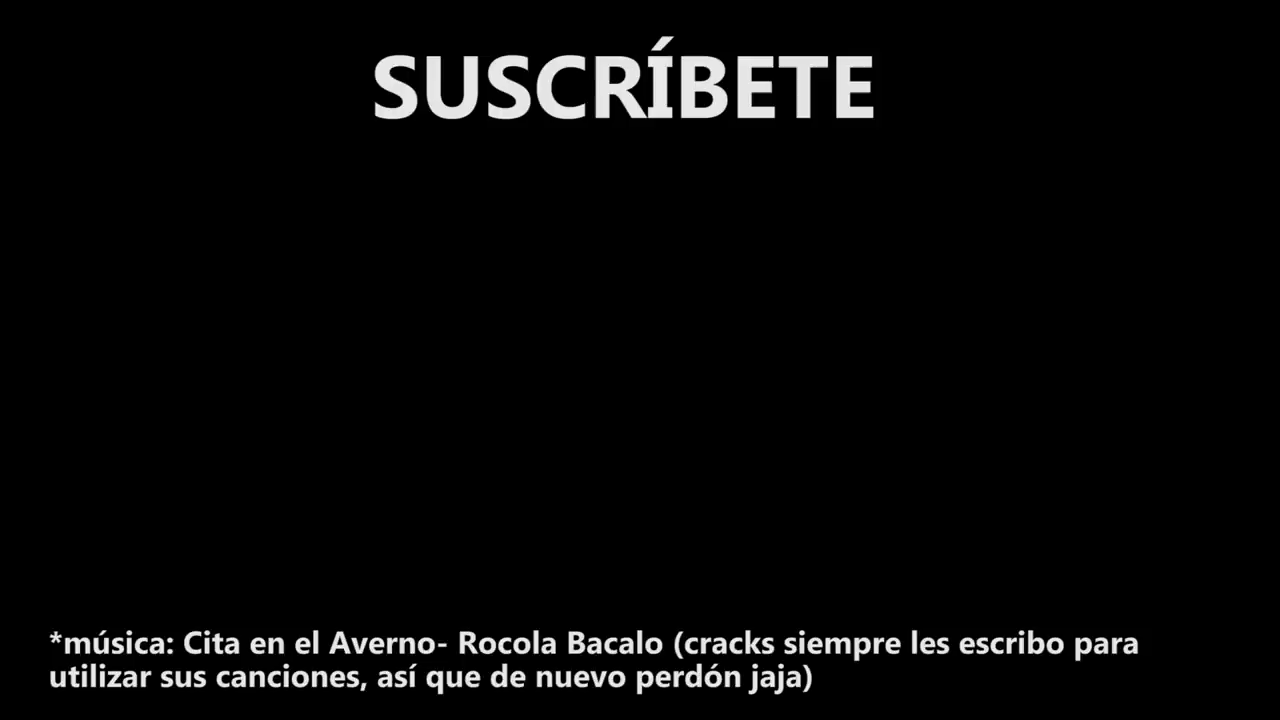 SUSCRÍBETE
*música: Cita en el Averno- Rocola Bacalo (cracks siempre les escribo para
utilizar sus canciones, así que de nuevo perdón jaja)